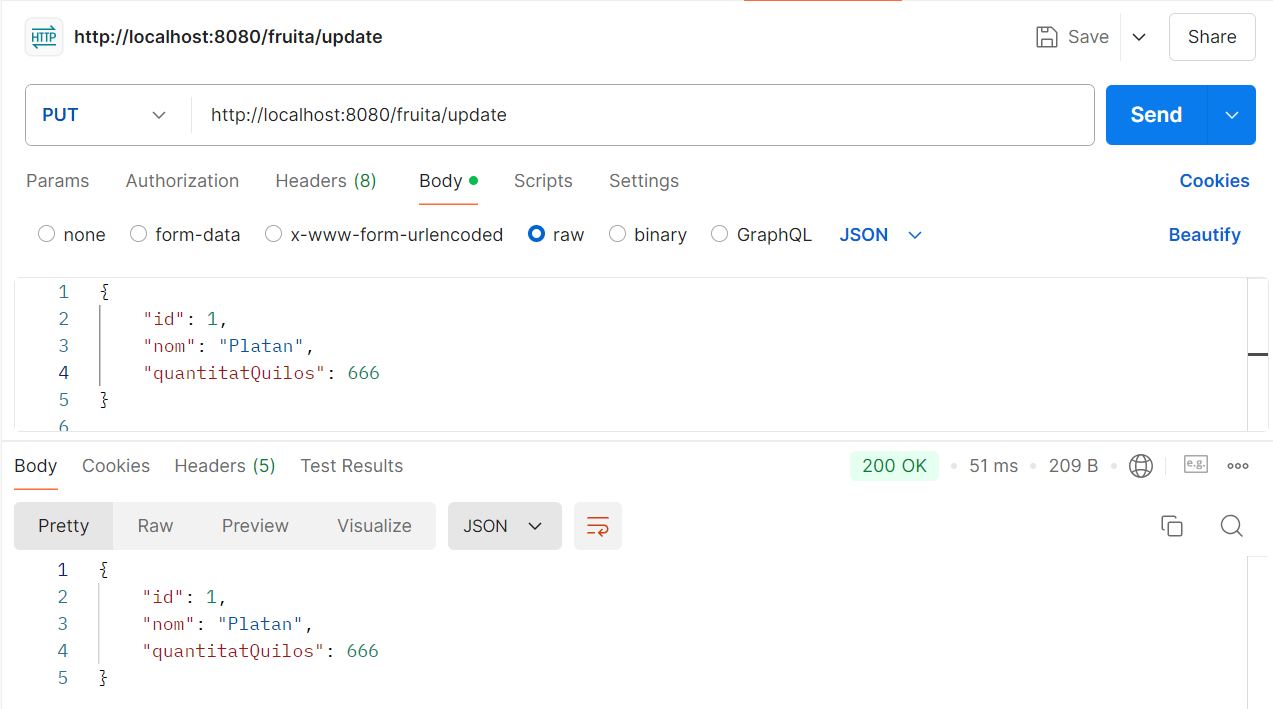 HTTP http://localhost:8080/fruita/update Save Share
PUT http://localhost:8080/fruita/update Send
Params Authorization Headers (8) Body Scripts Settings Cookies
none form-data x-www-form-urlencoded raw binary GraphQL JSON Beautify
1 {
2 "id": 1,
3 "nom": "Platan",
4 "quantitatQuilos": 666
5 }
6
Body Cookies Headers (5) Test Results 200 OK 51 ms 209 B e.g.
Pretty Raw Preview Visualize JSON
1 {
2 "id": 1,
3 "nom": "Platan",
4 "quantitatQuilos": 666
5 }